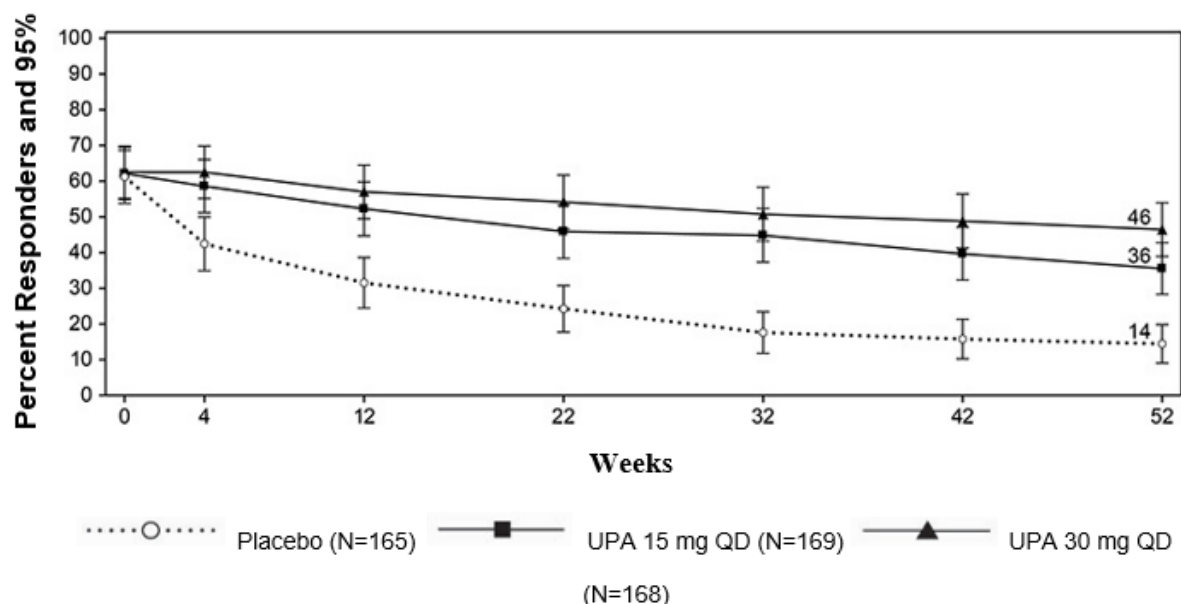 Percent Responders and 95%
100
90
80
70
60
50
40
30
20
10
0
46
36
14
0 4 12 22 32 42 52
Weeks
Placebo (N=165) UPA 15 mg QD (N=169) UPA 30 mg QD
(N=168)